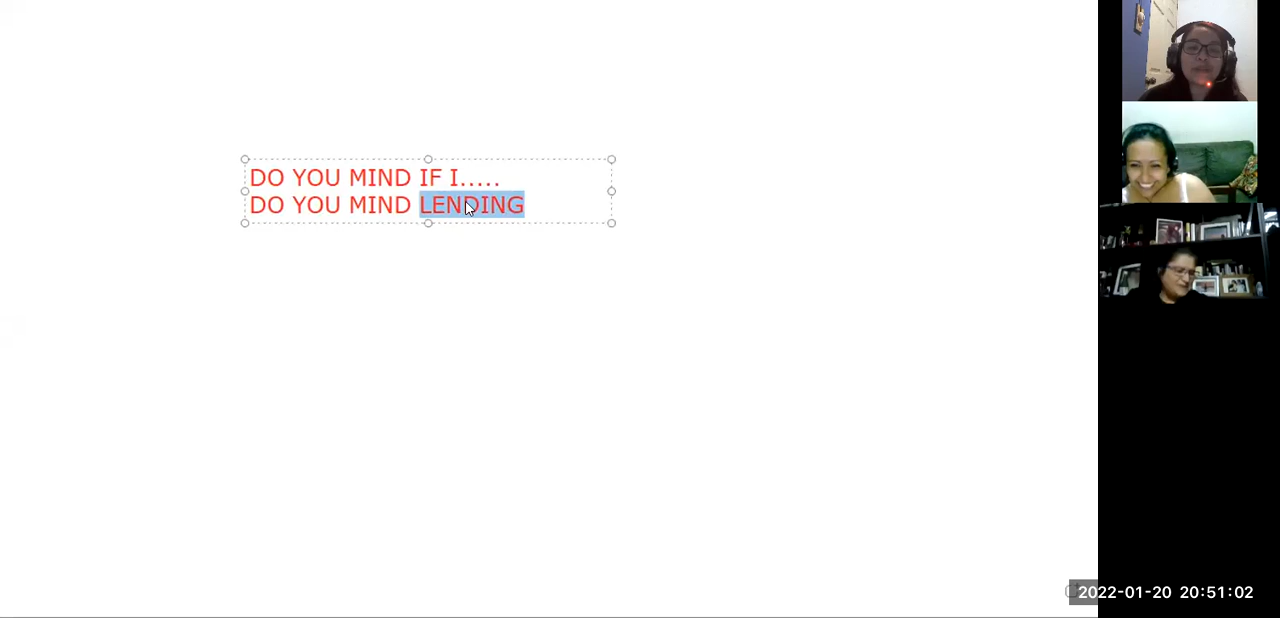 DO YOU MIND IF I.....
DO YOU MIND LENDING
2022-01-20 20:51:02